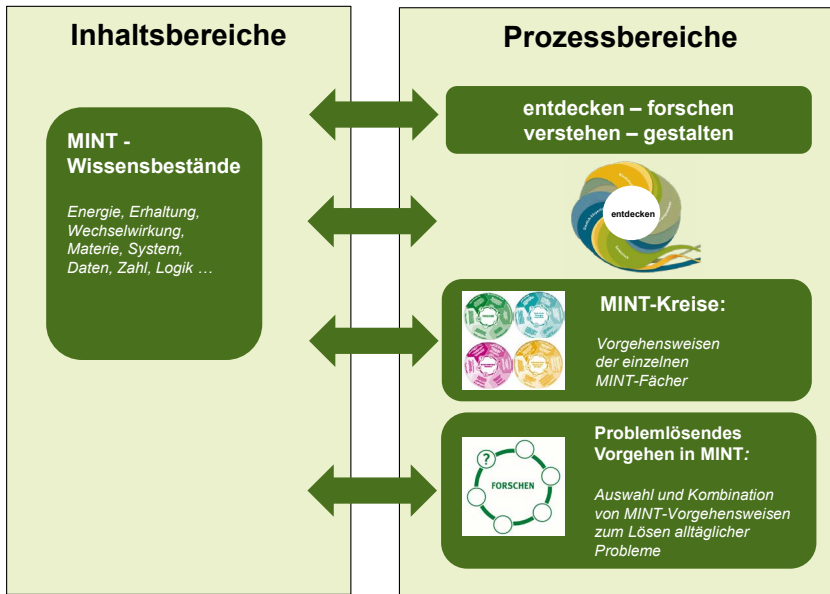 Inhaltsbereiche
MINT -
Wissensbestände
Energie, Erhaltung,
Wechselwirkung,
Materie, System,
Daten, Zahl, Logik …
Prozessbereiche
entdecken – forschen
verstehen – gestalten
entdecken
MINT-Kreise:
Vorgehensweisen
der einzelnen
MINT-Fächer
Problemlösendes
Vorgehen in MINT:
?
FORSCHEN
Auswahl und Kombination
von MINT-Vorgehensweisen
zum Lösen alltäglicher
Probleme